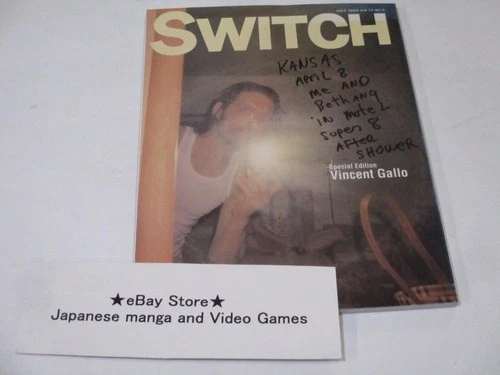 SWITCH
KANSAS
APRIL 8
ME AND
Bethany
IN MOTEL
SUPER 8
AFTER
SHOWER
Special Edition
Vincent Gallo
★eBay Store★
Japanese manga and Video Games